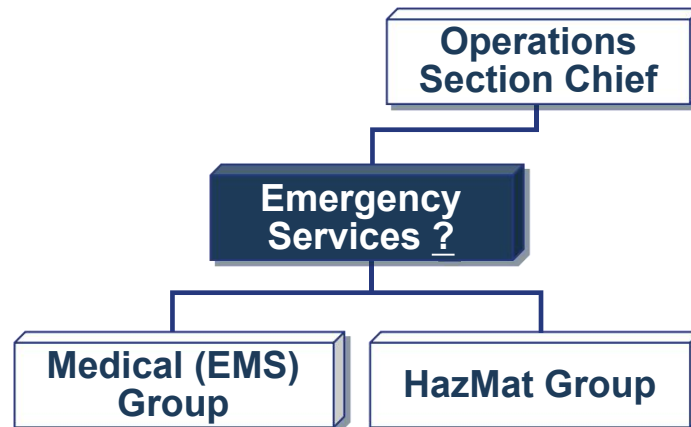 Operations
Section Chief
Emergency
Services ?
Medical (EMS)
Group
HazMat Group